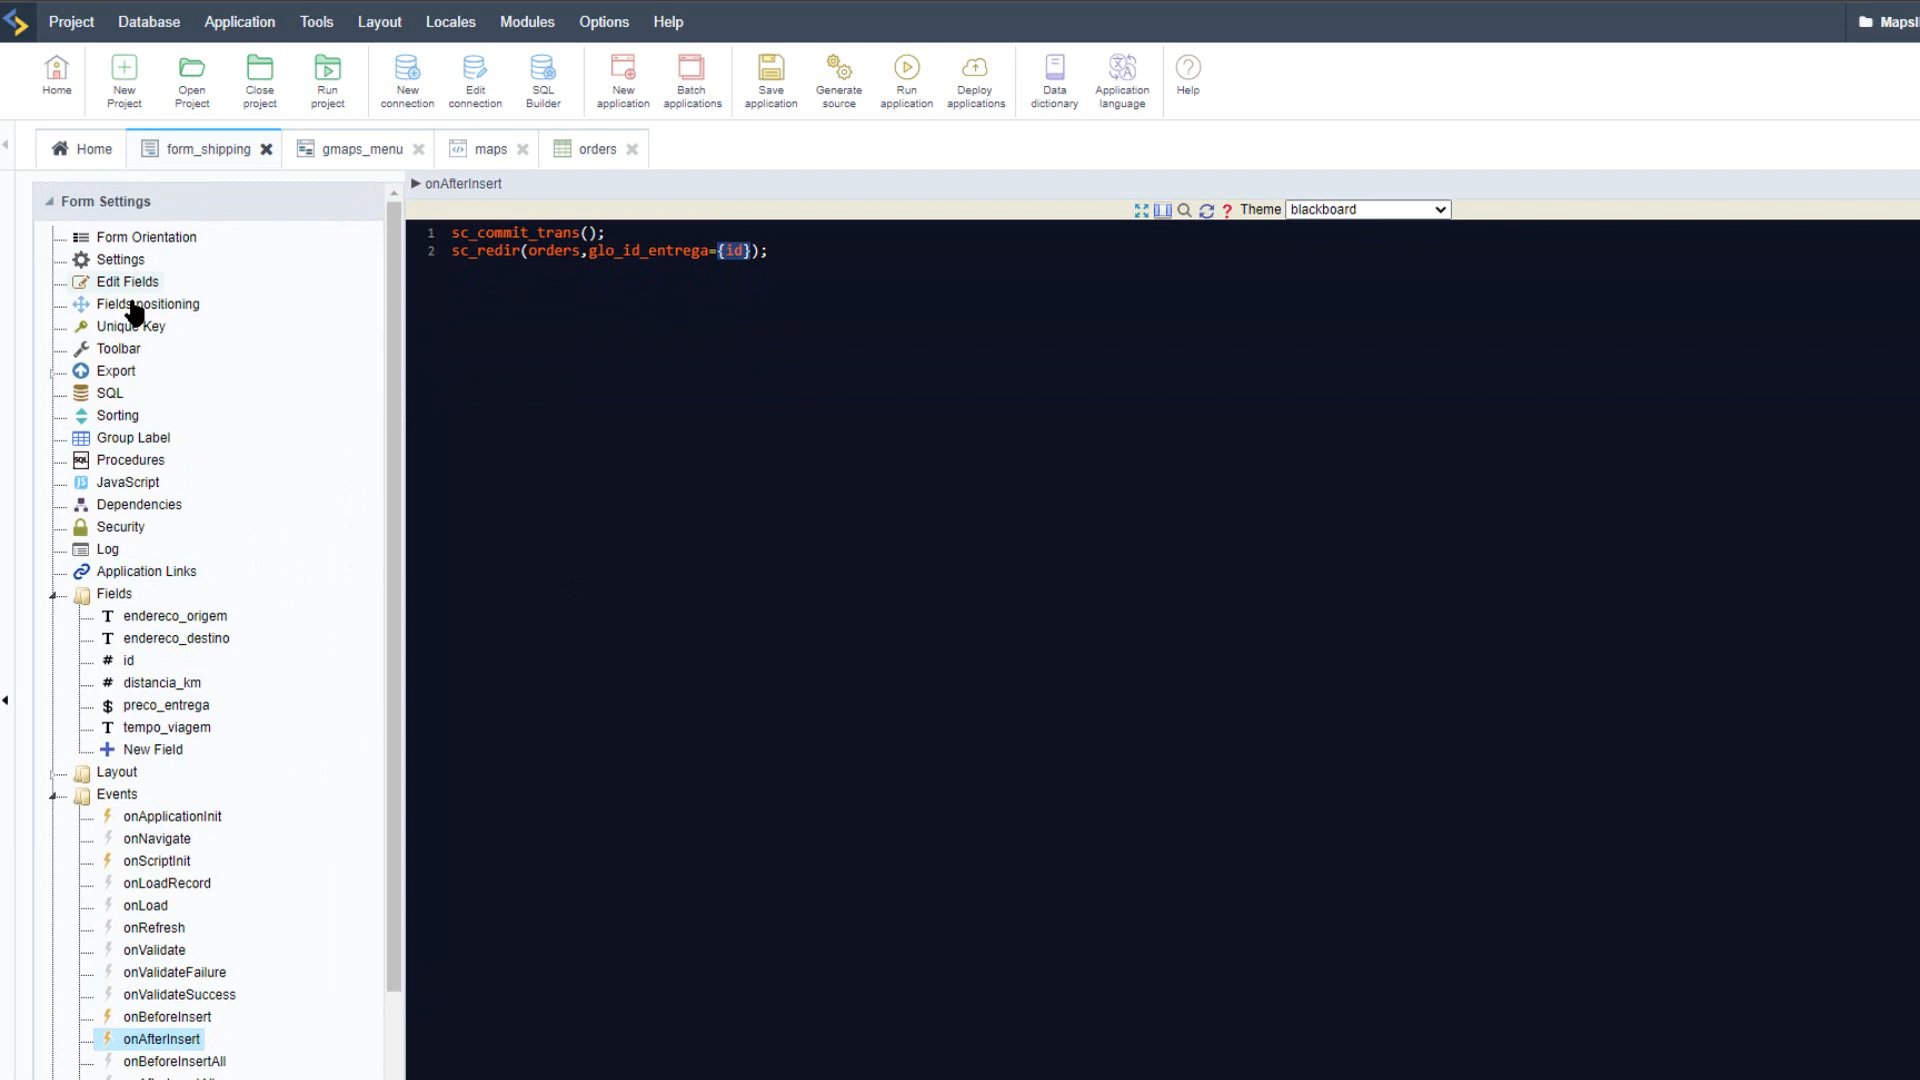 Project Database Application Tools Layout Locales Modules Options Help
Home
New Project
Open Project
Close project
Run project
New connection
Edit connection
SQL Builder
New application
Batch applications
Save application
Generate source
Run application
Deploy applications
Data dictionary
Application language
Help
Home form_shipping gmaps_menu maps orders
Form Settings
Form Orientation
Settings
Edit Fields
Fields positioning
Unique Key
Toolbar
Export
SQL
Sorting
Group Label
Procedures
JavaScript
Dependencies
Security
Log
Application Links
Fields
endereco_origem
endereco_destino
id
distancia_km
preco_entrega
tempo_viagem
New Field
Layout
Events
onApplicationInit
onNavigate
onScriptInit
onLoadRecord
onLoad
onRefresh
onValidate
onValidateFailure
onValidateSuccess
onBeforeInsert
onAfterInsert
onBeforeInsertAll
onAfterInsert
Theme blackboard
1 sc_commit_trans();
2 sc_redir(orders,glo_id_entrega={id});